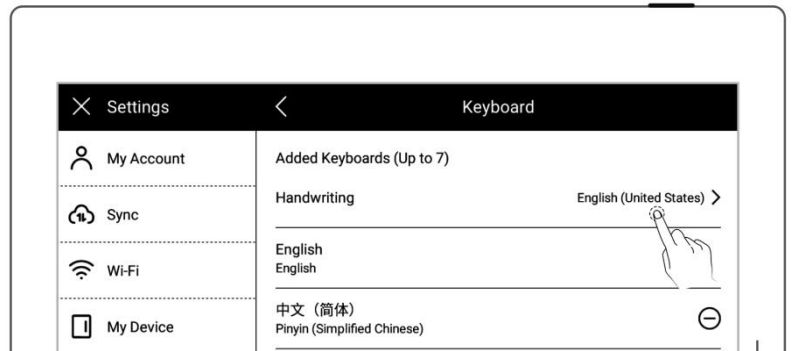 Settings
Keyboard
My Account
Sync
Wi-Fi
My Device
Added Keyboards (Up to 7)
Handwriting English (United States)
English
English
中文（简体）
Pinyin (Simplified Chinese)